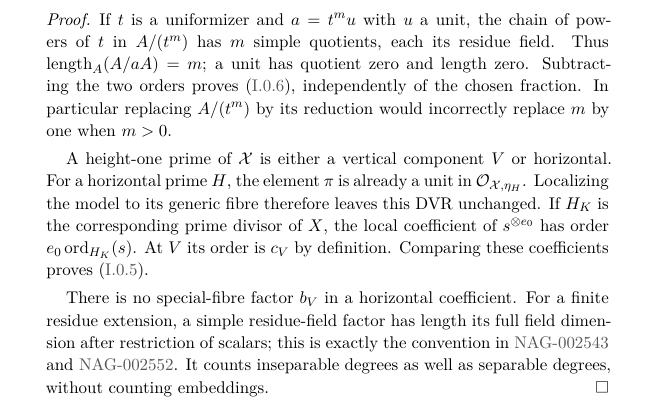 Proof. If t is a uniformizer and a = t^m u with u a unit, the chain of pow-
ers of t in A/(t^m) has m simple quotients, each its residue field. Thus
length_A(A/aA) = m; a unit has quotient zero and length zero. Subtract-
ing the two orders proves (I.0.6), independently of the chosen fraction. In
particular replacing A/(t^m) by its reduction would incorrectly replace m by
one when m > 0.
A height-one prime of 𝒳 is either a vertical component V or horizontal.
For a horizontal prime H, the element π is already a unit in 𝒪_{𝒳,η_H}. Localizing
the model to its generic fibre therefore leaves this DVR unchanged. If H_K is
the corresponding prime divisor of X, the local coefficient of s^{⊗e_0} has order
e_0 ord_{H_K}(s). At V its order is c_V by definition. Comparing these coefficients
proves (I.0.5).
There is no special-fibre factor b_V in a horizontal coefficient. For a finite
residue extension, a simple residue-field factor has length its full field dimen-
sion after restriction of scalars; this is exactly the convention in NAG-002543
and NAG-002552. It counts inseparable degrees as well as separable degrees,
without counting embeddings. □